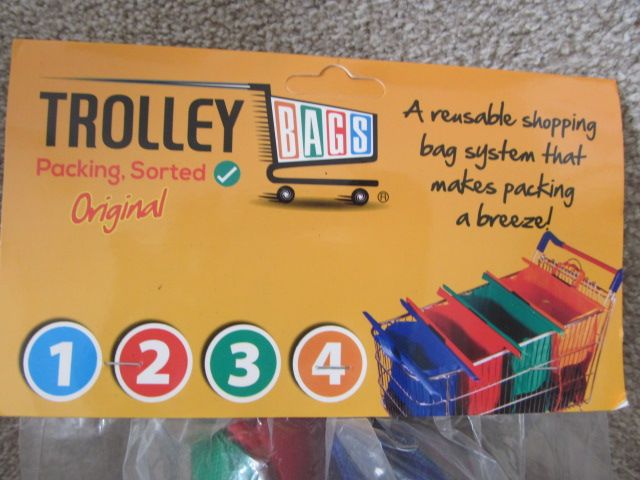 TROLLEY BAGS
Packing, Sorted
Original
®
A reusable shopping
bag system that
makes packing
a breeze!
1 2 3 4